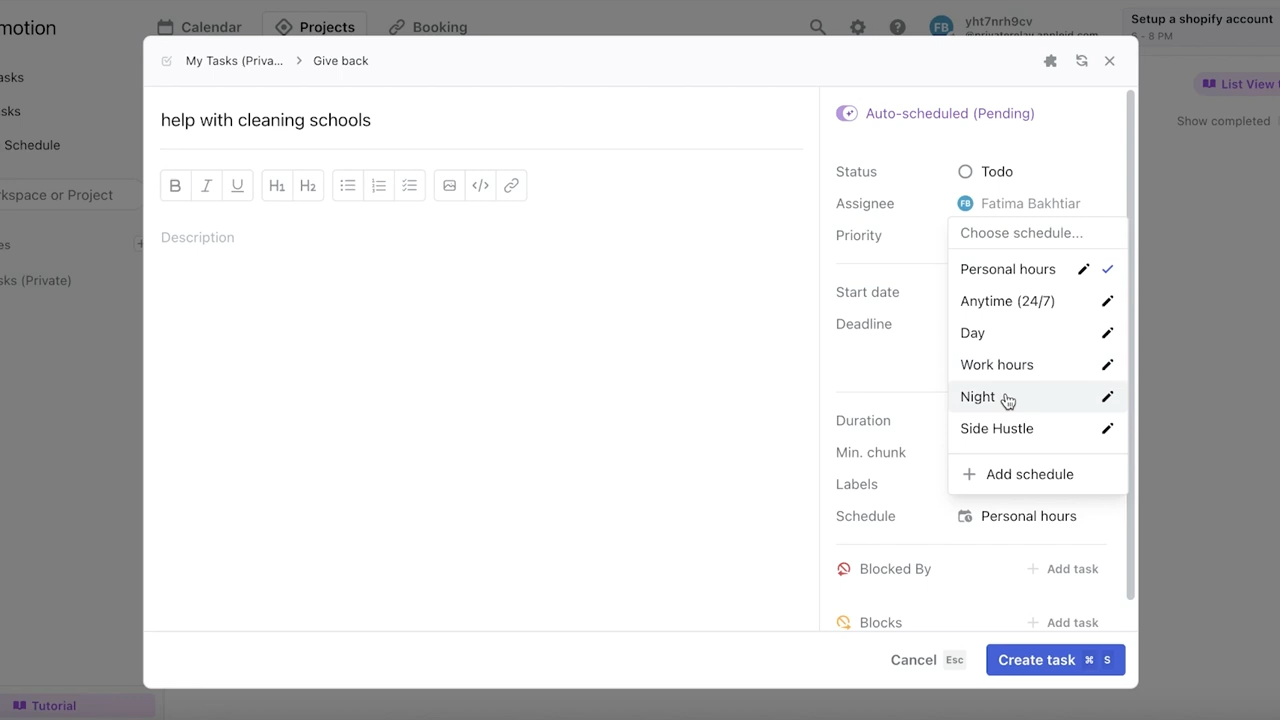 motion
Calendar
Projects
Booking
FB
yht7nrh9cv
Setup a shopify account
- 8 PM
asks
sks
Schedule
kspace or Project
es
sks (Private)
List View
Show completed
My Tasks (Priva... > Give back
help with cleaning schools
B I U H1 H2
Description
Auto-scheduled (Pending)
Status Todo
Assignee FB Fatima Bakhtiar
Priority
Start date
Deadline
Duration
Min. chunk
Labels
Schedule Personal hours
Choose schedule...
Personal hours
Anytime (24/7)
Day
Work hours
Night
Side Hustle
+ Add schedule
Blocked By + Add task
Blocks + Add task
Cancel Esc
Create task ⌘ S
Tutorial